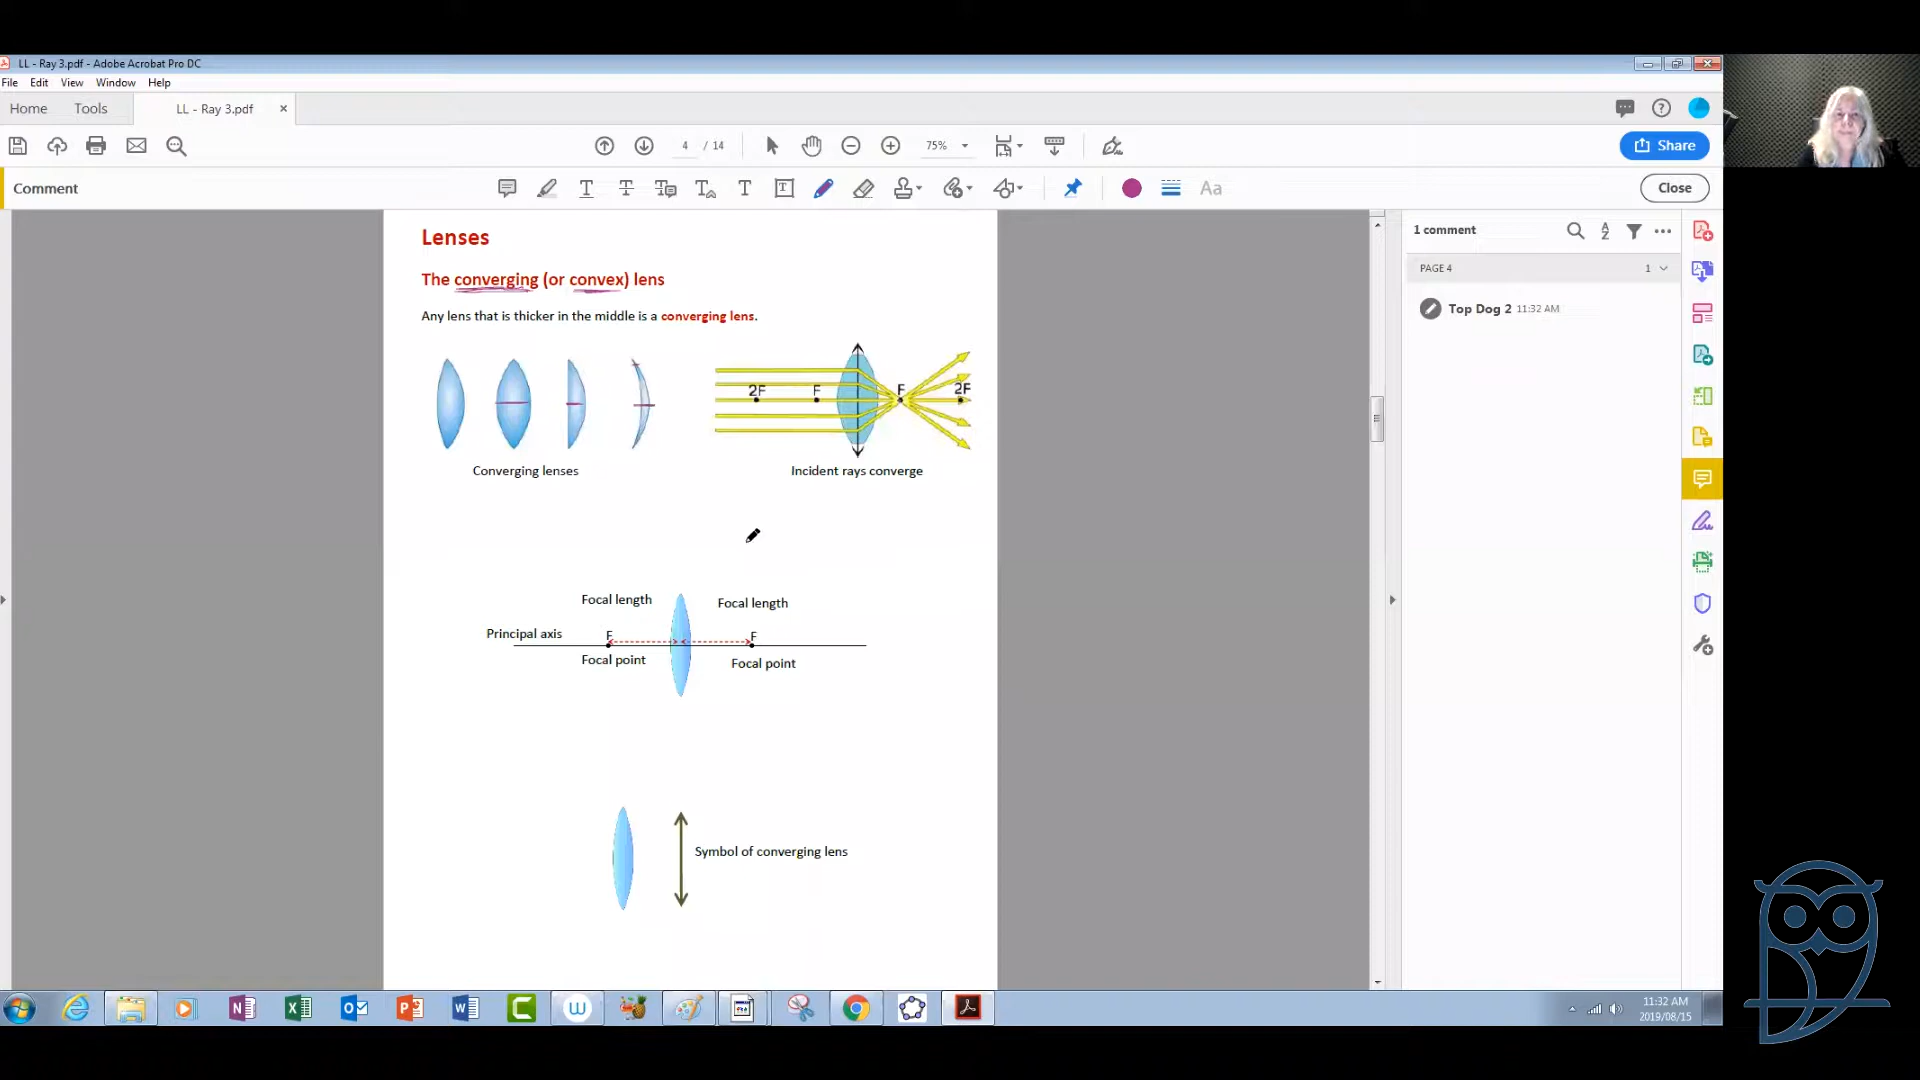 LL - Ray 3.pdf - Adobe Acrobat Pro DC
File Edit View Window Help
Home Tools LL - Ray 3.pdf
4 / 14
75%
Share
Comment
Aa
Close
1 comment
PAGE 4 1
Top Dog 2 11:32 AM
Lenses
The converging (or convex) lens
Any lens that is thicker in the middle is a converging lens.
2F F F 2F
Converging lenses
Incident rays converge
Focal length Focal length
Principal axis F F
Focal point Focal point
Symbol of converging lens
11:32 AM
2019/08/15